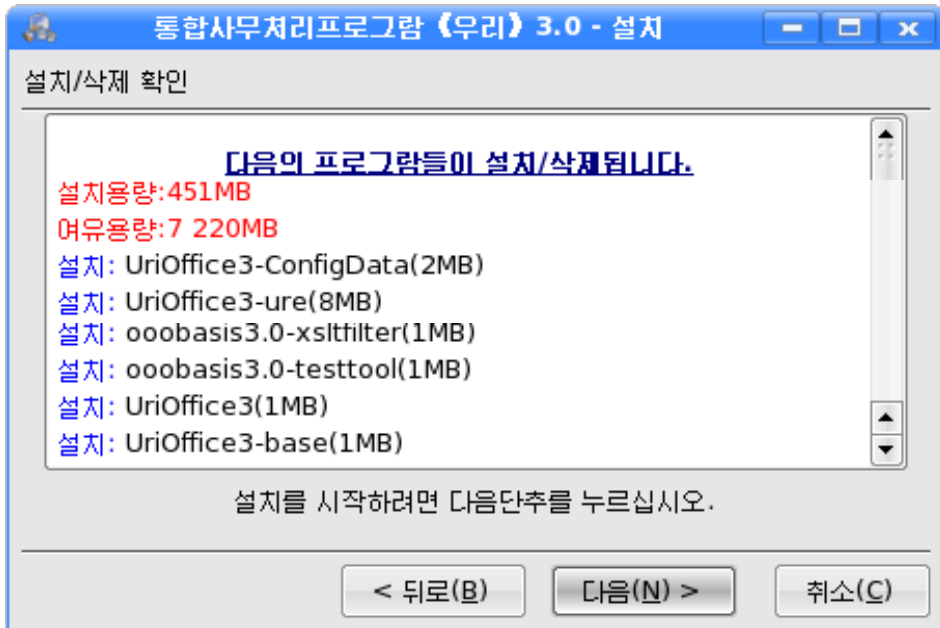 통합사무처리프로그람 《우리》 3.0 - 설치
설치/삭제 확인
다음의 프로그람들이 설치/삭제됩니다.
설치용량:451MB
여유용량:7 220MB
설치: UriOffice3-ConfigData(2MB)
설치: UriOffice3-ure(8MB)
설치: ooobasis3.0-xsltfilter(1MB)
설치: ooobasis3.0-testtool(1MB)
설치: UriOffice3(1MB)
설치: UriOffice3-base(1MB)
설치를 시작하려면 다음단추를 누르십시오.
< 뒤로(B) 다음(N) > 취소(C)